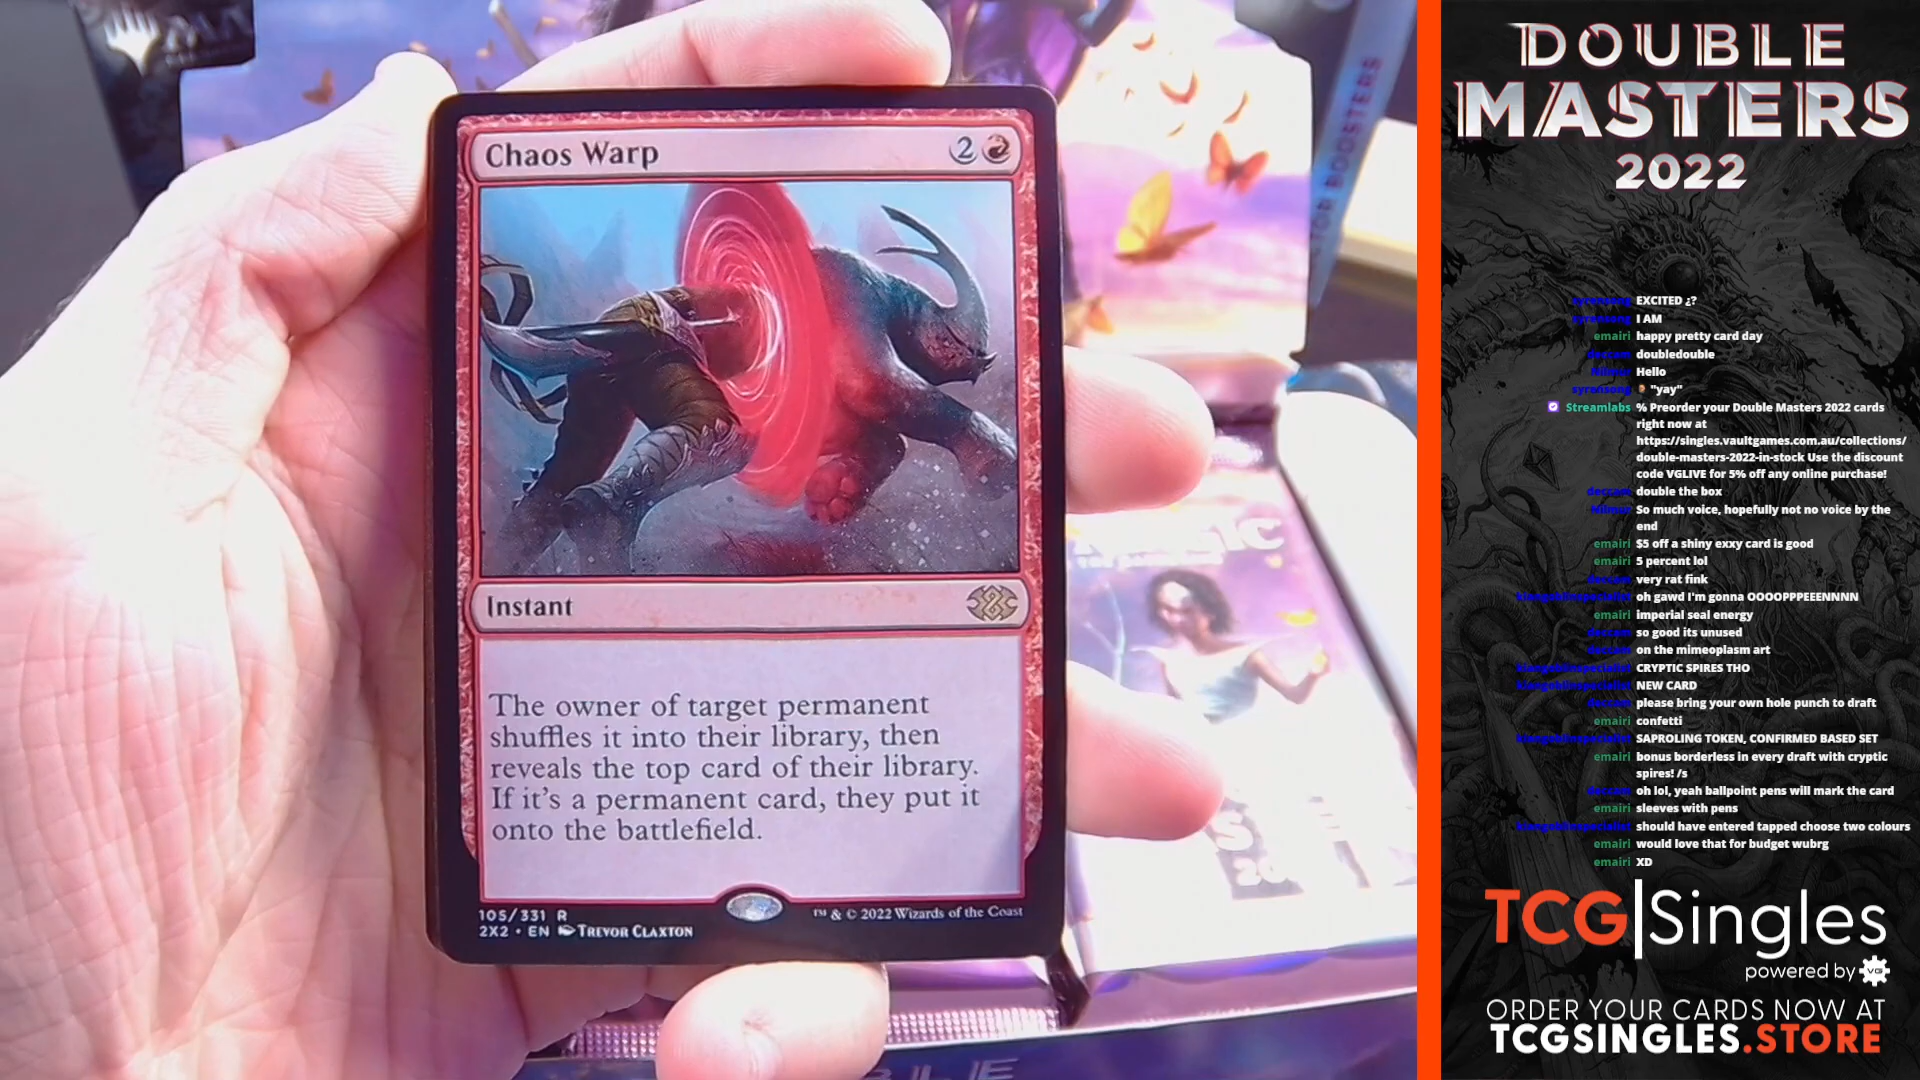 Chaos Warp
2
Instant
The owner of target permanent
shuffles it into their library, then
reveals the top card of their library.
If it's a permanent card, they put it
onto the battlefield.
105/331 R
2X2 • EN TREVOR CLAXTON
™ & © 2022 Wizards of the Coast
BOOSTERS
DOUBLE
MASTERS
2022
syrensong EXCITED ¿?
syrensong I AM
emairi happy pretty card day
doubledouble
Hello
syrensong "yay"
Streamlabs % Preorder your Double Masters 2022 cards
right now at
https://singles.vaultgames.com.au/collections/
double-masters-2022-in-stock Use the discount
code VGLIVE for 5% off any online purchase!
double the box
So much voice, hopefully not no voice by the
end
emairi $5 off a shiny exxy card is good
emairi 5 percent lol
very rat fink
oh gawd I'm gonna OOOOPPPEEENNNN
emairi imperial seal energy
so good its unused
on the mimeoplasm art
CRYPTIC SPIRES THO
NEW CARD
please bring your own hole punch to draft
emairi confetti
SAPROLING TOKEN, CONFIRMED BASED SET
emairi bonus borderless in every draft with cryptic
spires! /s
oh lol, yeah ballpoint pens will mark the card
emairi sleeves with pens
should have entered tapped choose two colours
emairi would love that for budget wubrg
emairi XD
TCG|Singles
powered by VG
ORDER YOUR CARDS NOW AT
TCGSINGLES.STORE